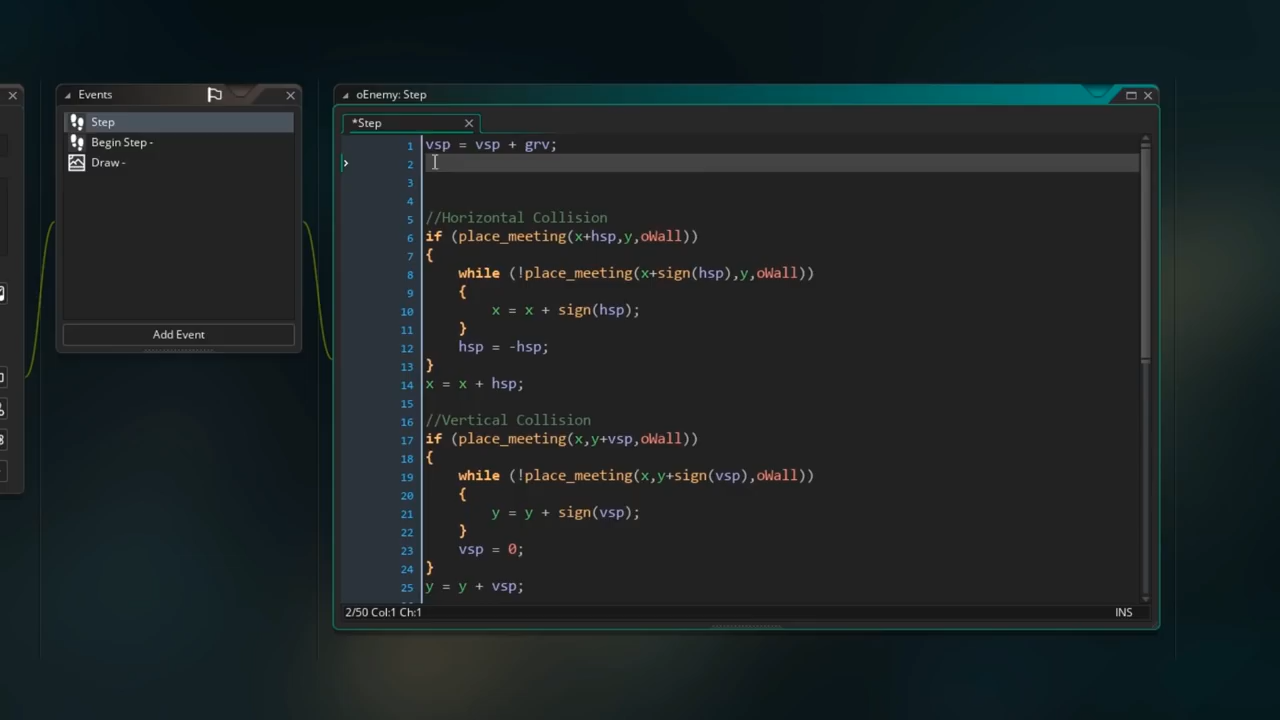 Events
Step
Begin Step -
Draw -
Add Event
oEnemy: Step
*Step
1 vsp = vsp + grv;
2
3
4
5 //Horizontal Collision
6 if (place_meeting(x+hsp,y,oWall))
7 {
8 while (!place_meeting(x+sign(hsp),y,oWall))
9 {
10 x = x + sign(hsp);
11 }
12 hsp = -hsp;
13 }
14 x = x + hsp;
15
16 //Vertical Collision
17 if (place_meeting(x,y+vsp,oWall))
18 {
19 while (!place_meeting(x,y+sign(vsp),oWall))
20 {
21 y = y + sign(vsp);
22 }
23 vsp = 0;
24 }
25 y = y + vsp;
2/50 Col:1 Ch:1 INS